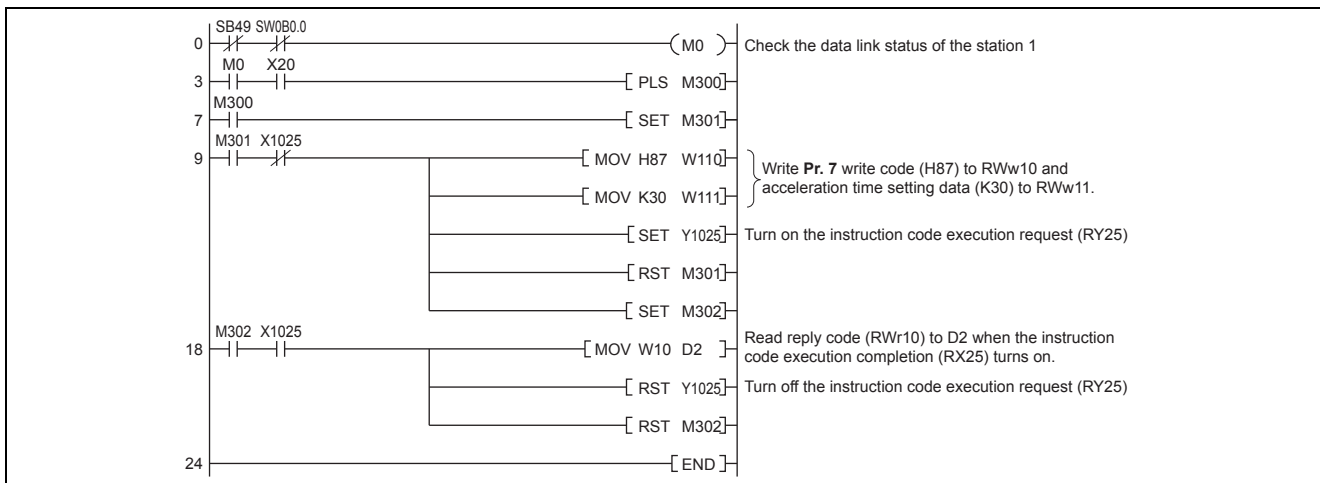 SB49 SW0B0.0
0 M0 Check the data link status of the station 1
M0 X20
3 PLS M300
M300
7 SET M301
M301 X1025
9 MOV H87 W110
Write Pr. 7 write code (H87) to RWw10 and
acceleration time setting data (K30) to RWw11.
MOV K30 W111
SET Y1025 Turn on the instruction code execution request (RY25)
RST M301
SET M302
M302 X1025
18 MOV W10 D2
Read reply code (RWr10) to D2 when the instruction
code execution completion (RX25) turns on.
RST Y1025 Turn off the instruction code execution request (RY25)
RST M302
24 END